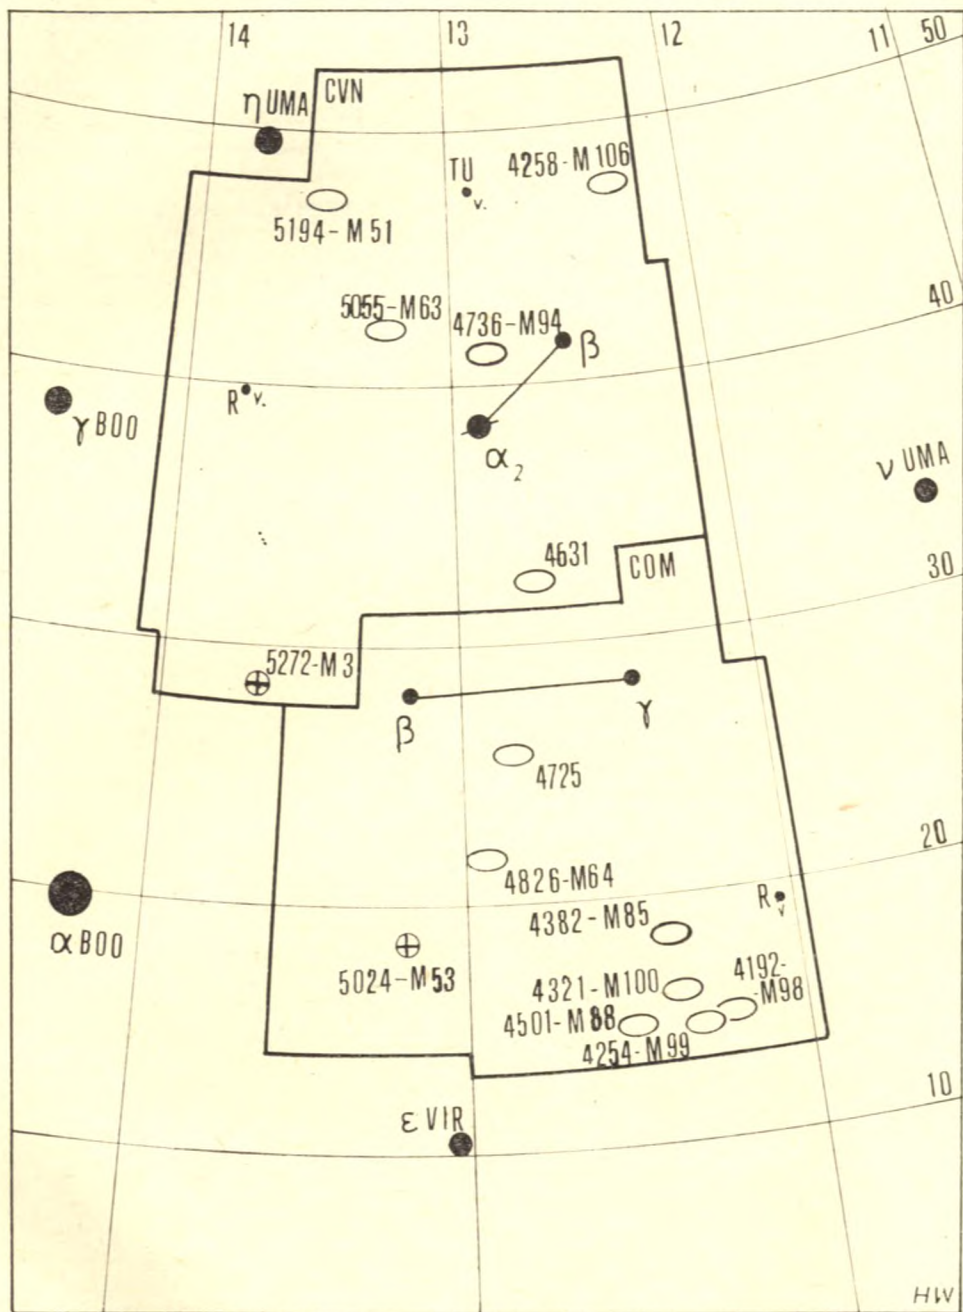 14 13 12 11 50
η UMA
CVN
TU
v.
4258-M106
5194-M51
40
5055-M63
4736-M94
β
R v.
γ BOO
α2
ν UMA
4631
COM
30
5272-M3
β
γ
4725
20
4826-M64
R
v
4382-M85
α BOO
5024-M53
4321-M100
4192-
-M98
4501-M88
4254-M99
10
ε VIR
HW